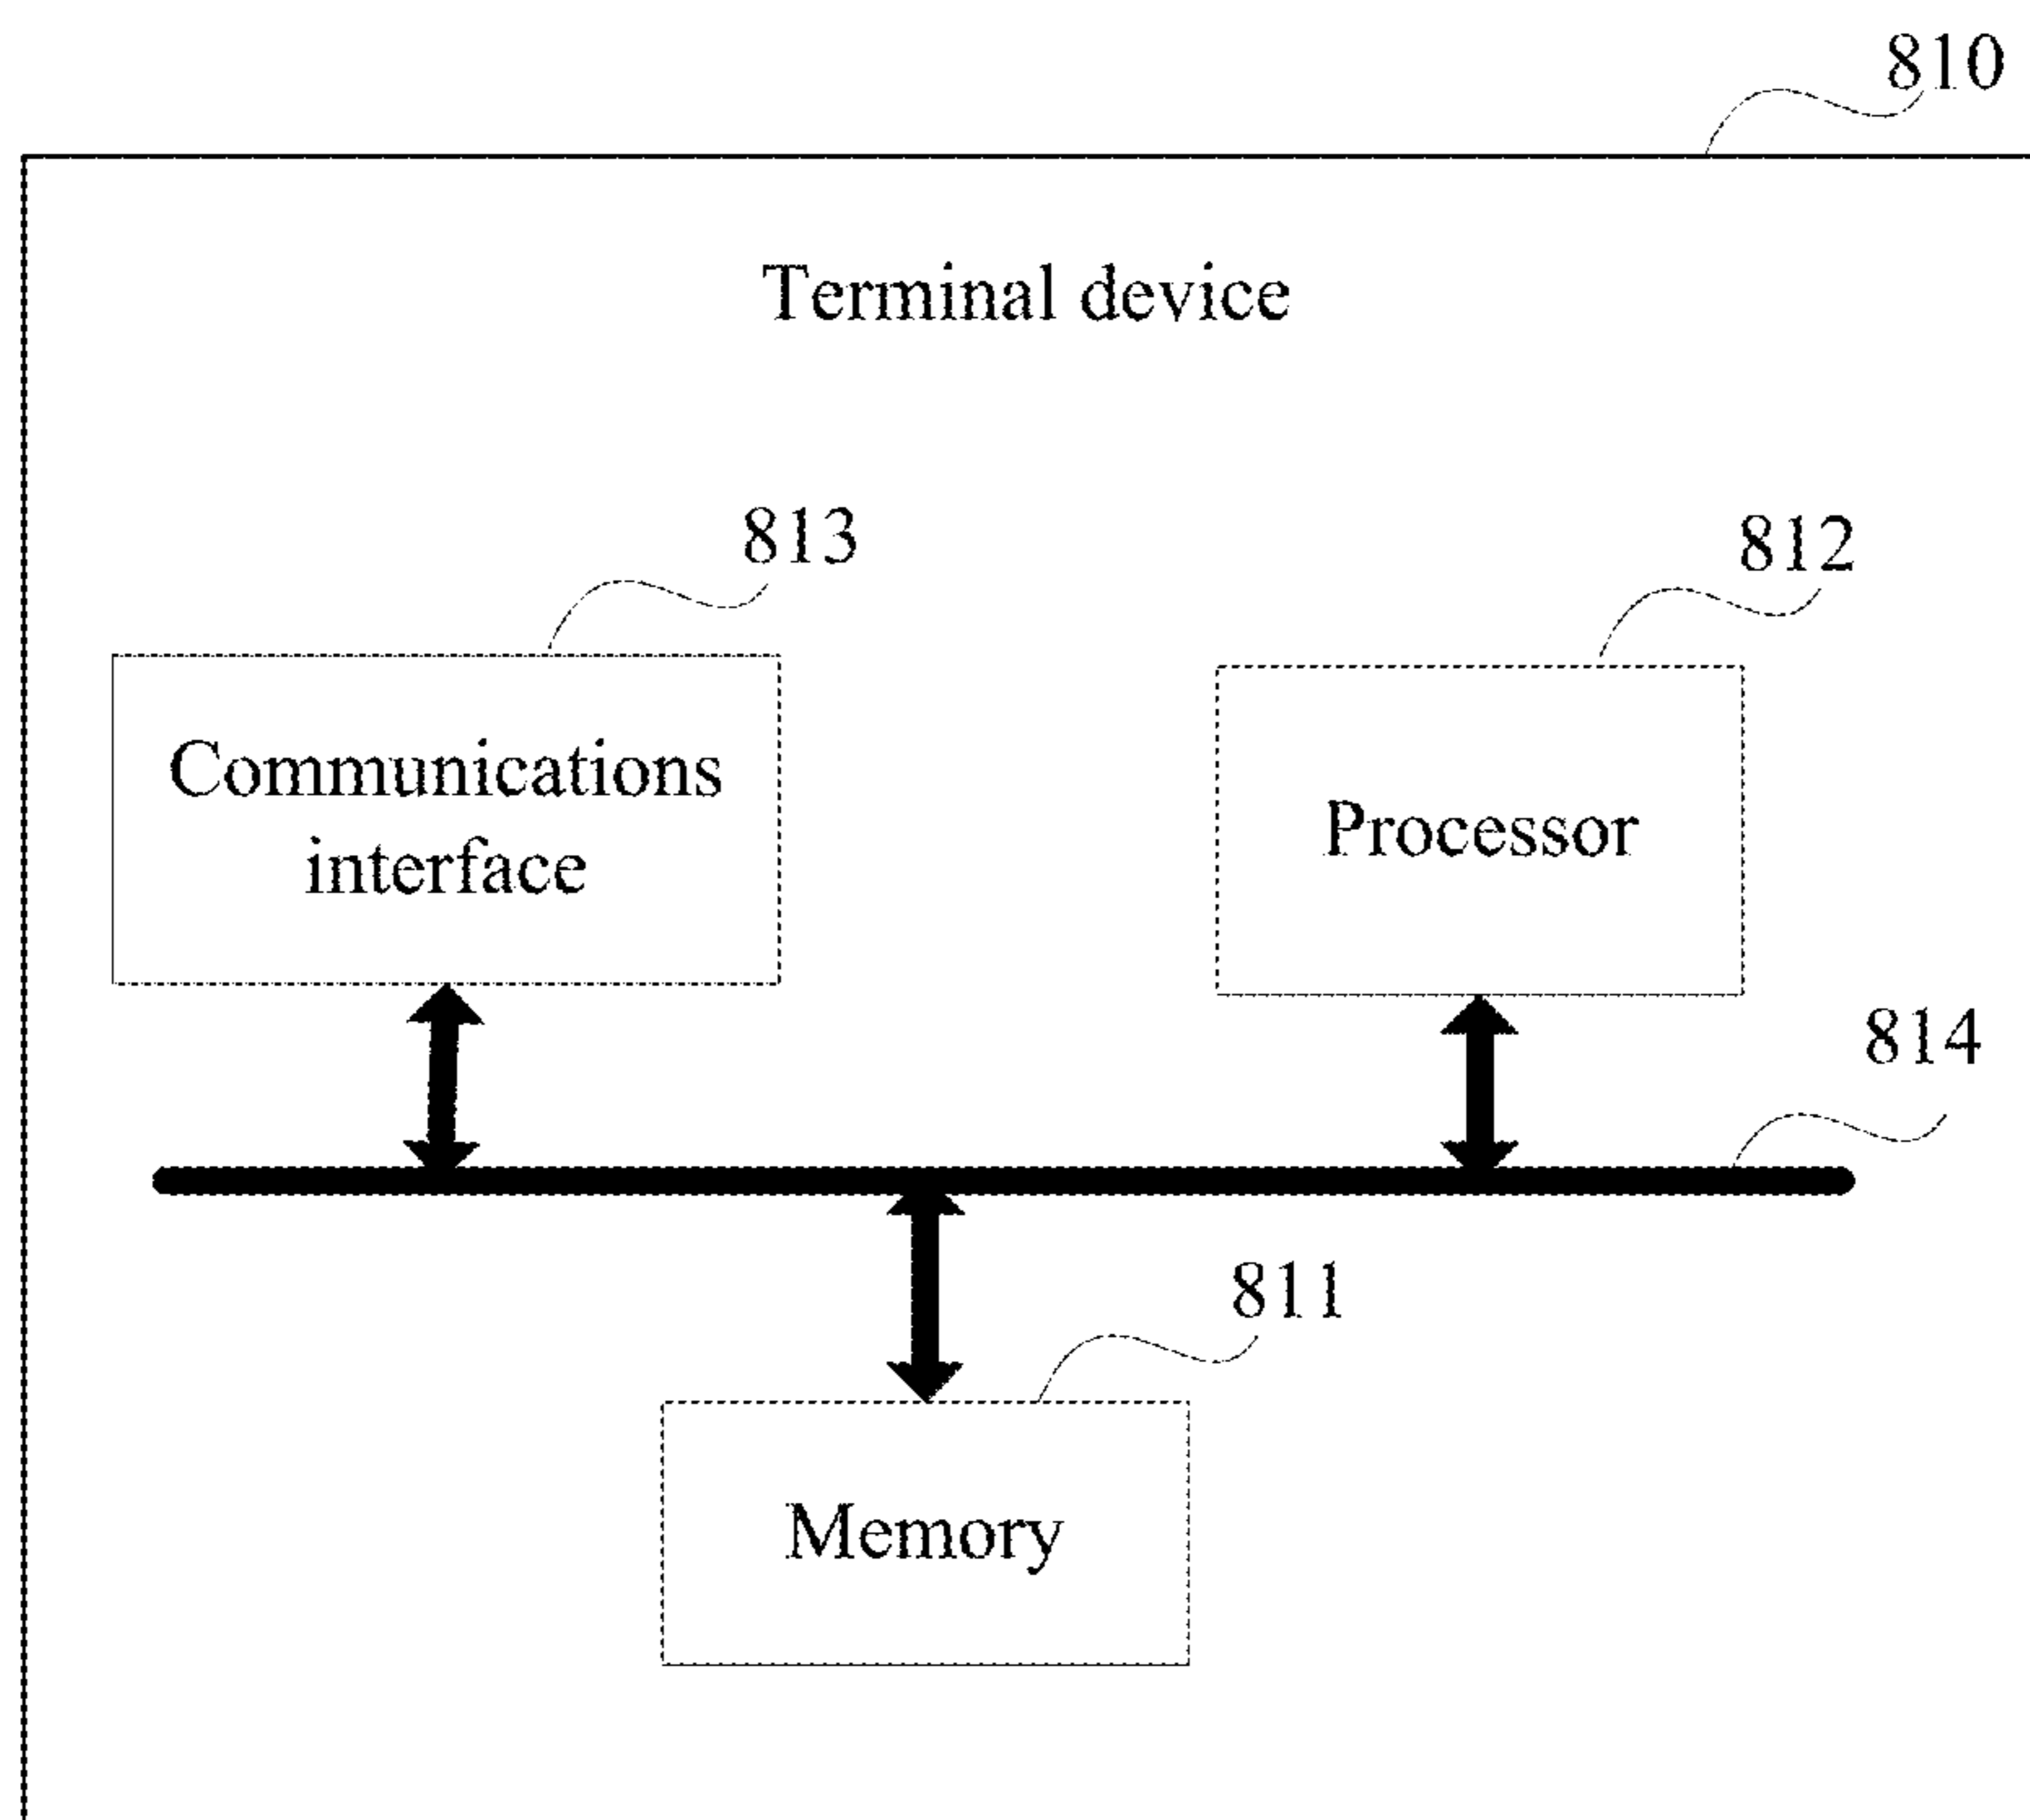 810
Terminal device
813
812
Communications
interface
Processor
814
811
Memory